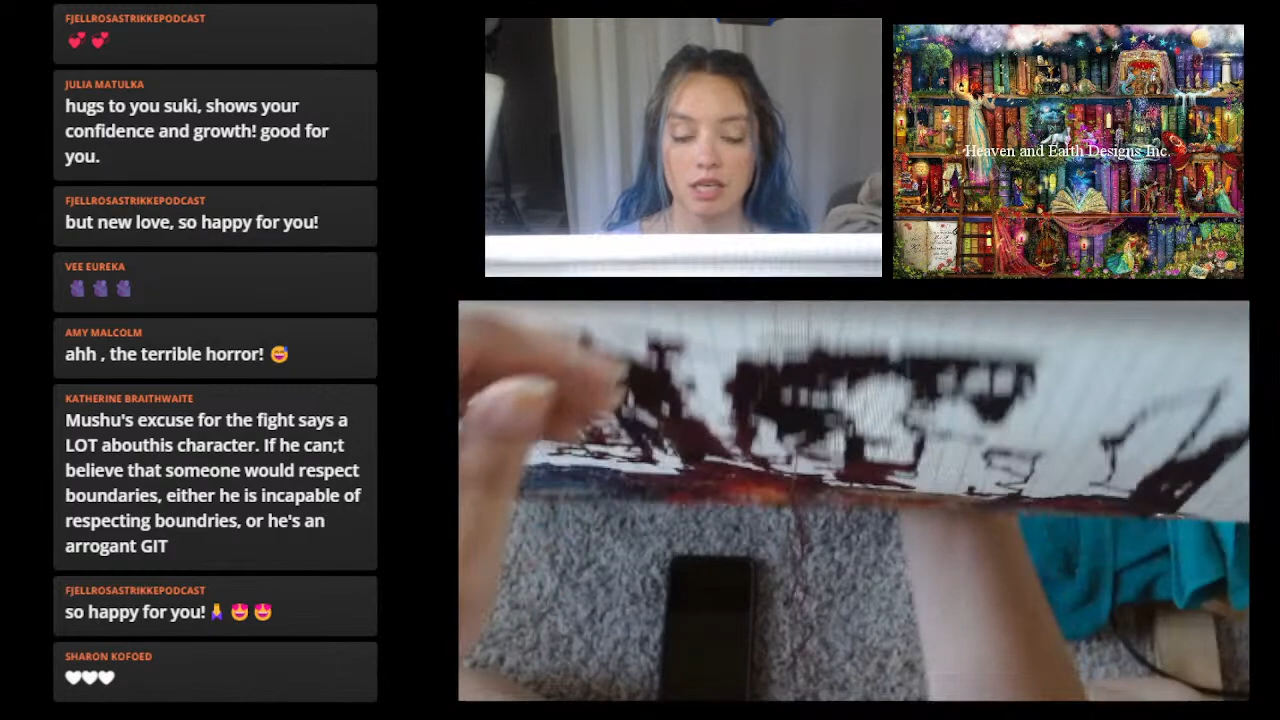 FJELLROSASTRIKKEPODCAST
JULIA MATULKA
hugs to you suki, shows your
confidence and growth! good for
you.
FJELLROSASTRIKKEPODCAST
but new love, so happy for you!
VEE EUREKA
AMY MALCOLM
ahh , the terrible horror!
KATHERINE BRAITHWAITE
Mushu's excuse for the fight says a
LOT abouthis character. If he can;t
believe that someone would respect
boundaries, either he is incapable of
respecting boundries, or he's an
arrogant GIT
FJELLROSASTRIKKEPODCAST
so happy for you!
SHARON KOFOED
Heaven and Earth Designs Inc.